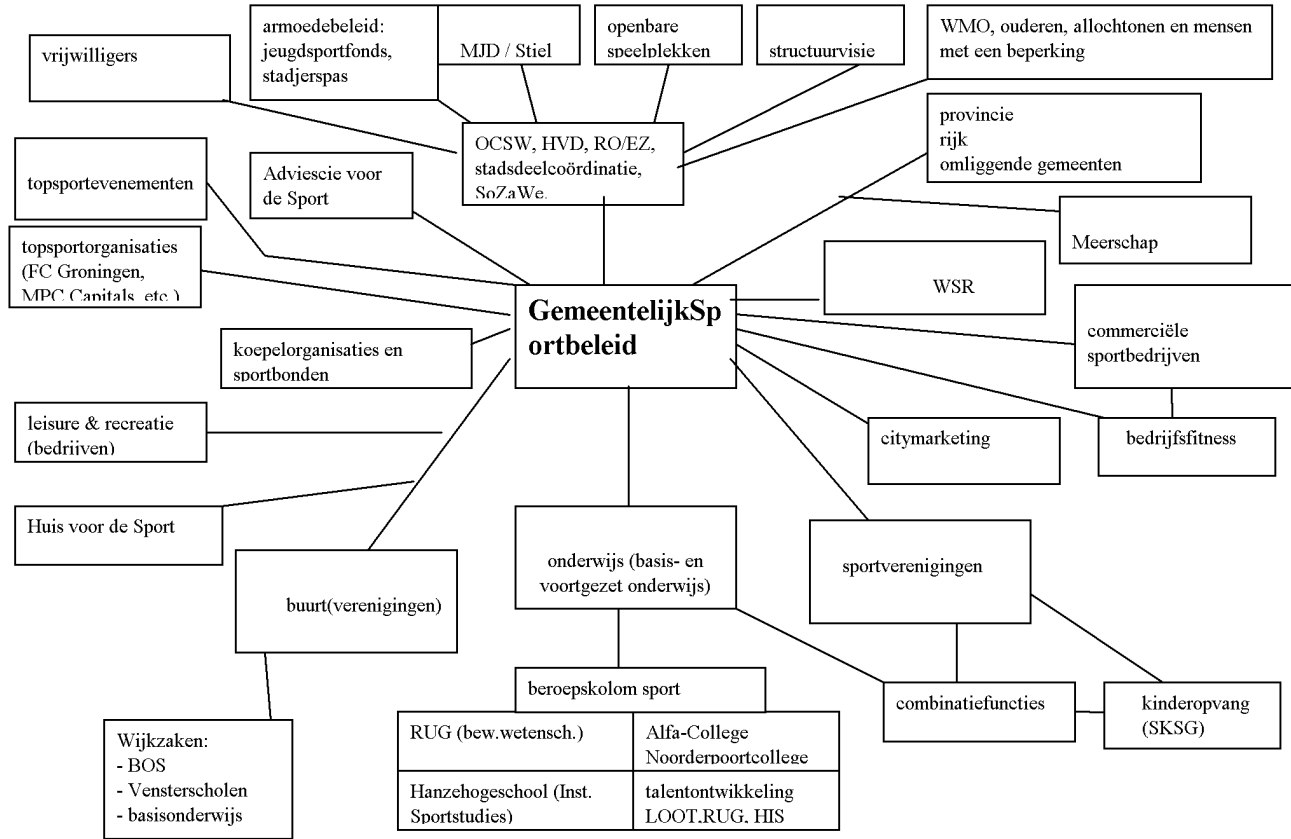 vrijwilligers
armoedebeleid:
jeugdsportfonds,
stadjerspas
MJD / Stiel
openbare
speelplekken
structuurvisie
WMO, ouderen, allochtonen en mensen
met een beperking
OCSW, HVD, RO/EZ,
stadsdeelcoördinatie,
SoZaWe.
provincie
rijk
omliggende gemeenten
topsportevenementen
Adviescie voor
de Sport
Meerschap
topsportorganisaties
(FC Groningen,
MPC Capitals, etc.)
WSR
GemeentelijkSp
ortbeleid
koepelorganisaties en
sportbonden
commerciële
sportbedrijven
leisure & recreatie
(bedrijven)
citymarketing
bedrijfsfitness
Huis voor de Sport
buurt(verenigingen)
onderwijs (basis- en
voortgezet onderwijs)
sportverenigingen
beroepskolom sport
combinatiefuncties
kinderopvang
(SKSG)
RUG (bew.wetensch.)
Alfa-College
Noorderpoortcollege
Hanzehogeschool (Inst.
Sportstudies)
talentontwikkeling
LOOT,RUG, HIS
Wijkzaken:
- BOS
- Vensterscholen
- basisonderwijs